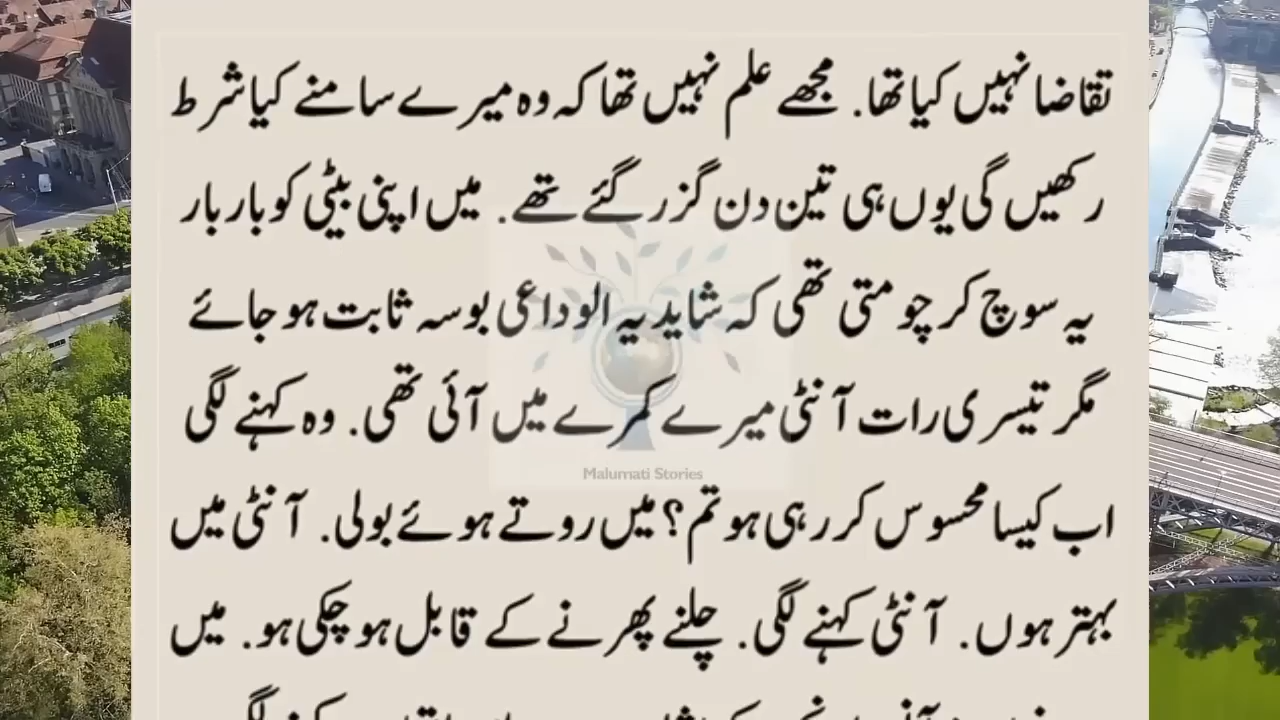 تقاضا نہیں کیا تھا. مجھے علم نہیں تھا کہ وہ میرے سامنے کیا شرط
رکھیں گی یوں ہی تین دن گزر گئے تھے. میں اپنی بیٹی کو بار بار
یہ سوچ کر چومتی تھی کہ شاید یہ الوداعی بوسہ ثابت ہو جائے
مگر تیسری رات آنٹی میرے کمرے میں آئی تھی. وہ کہنے لگی
Malumati Stories
اب کیسا محسوس کر رہی ہو تم؟ میں روتے ہوئے بولی. آنٹی میں
بہتر ہوں. آنٹی کہنے لگی. چلنے پھرنے کے قابل ہو چکی ہو. میں